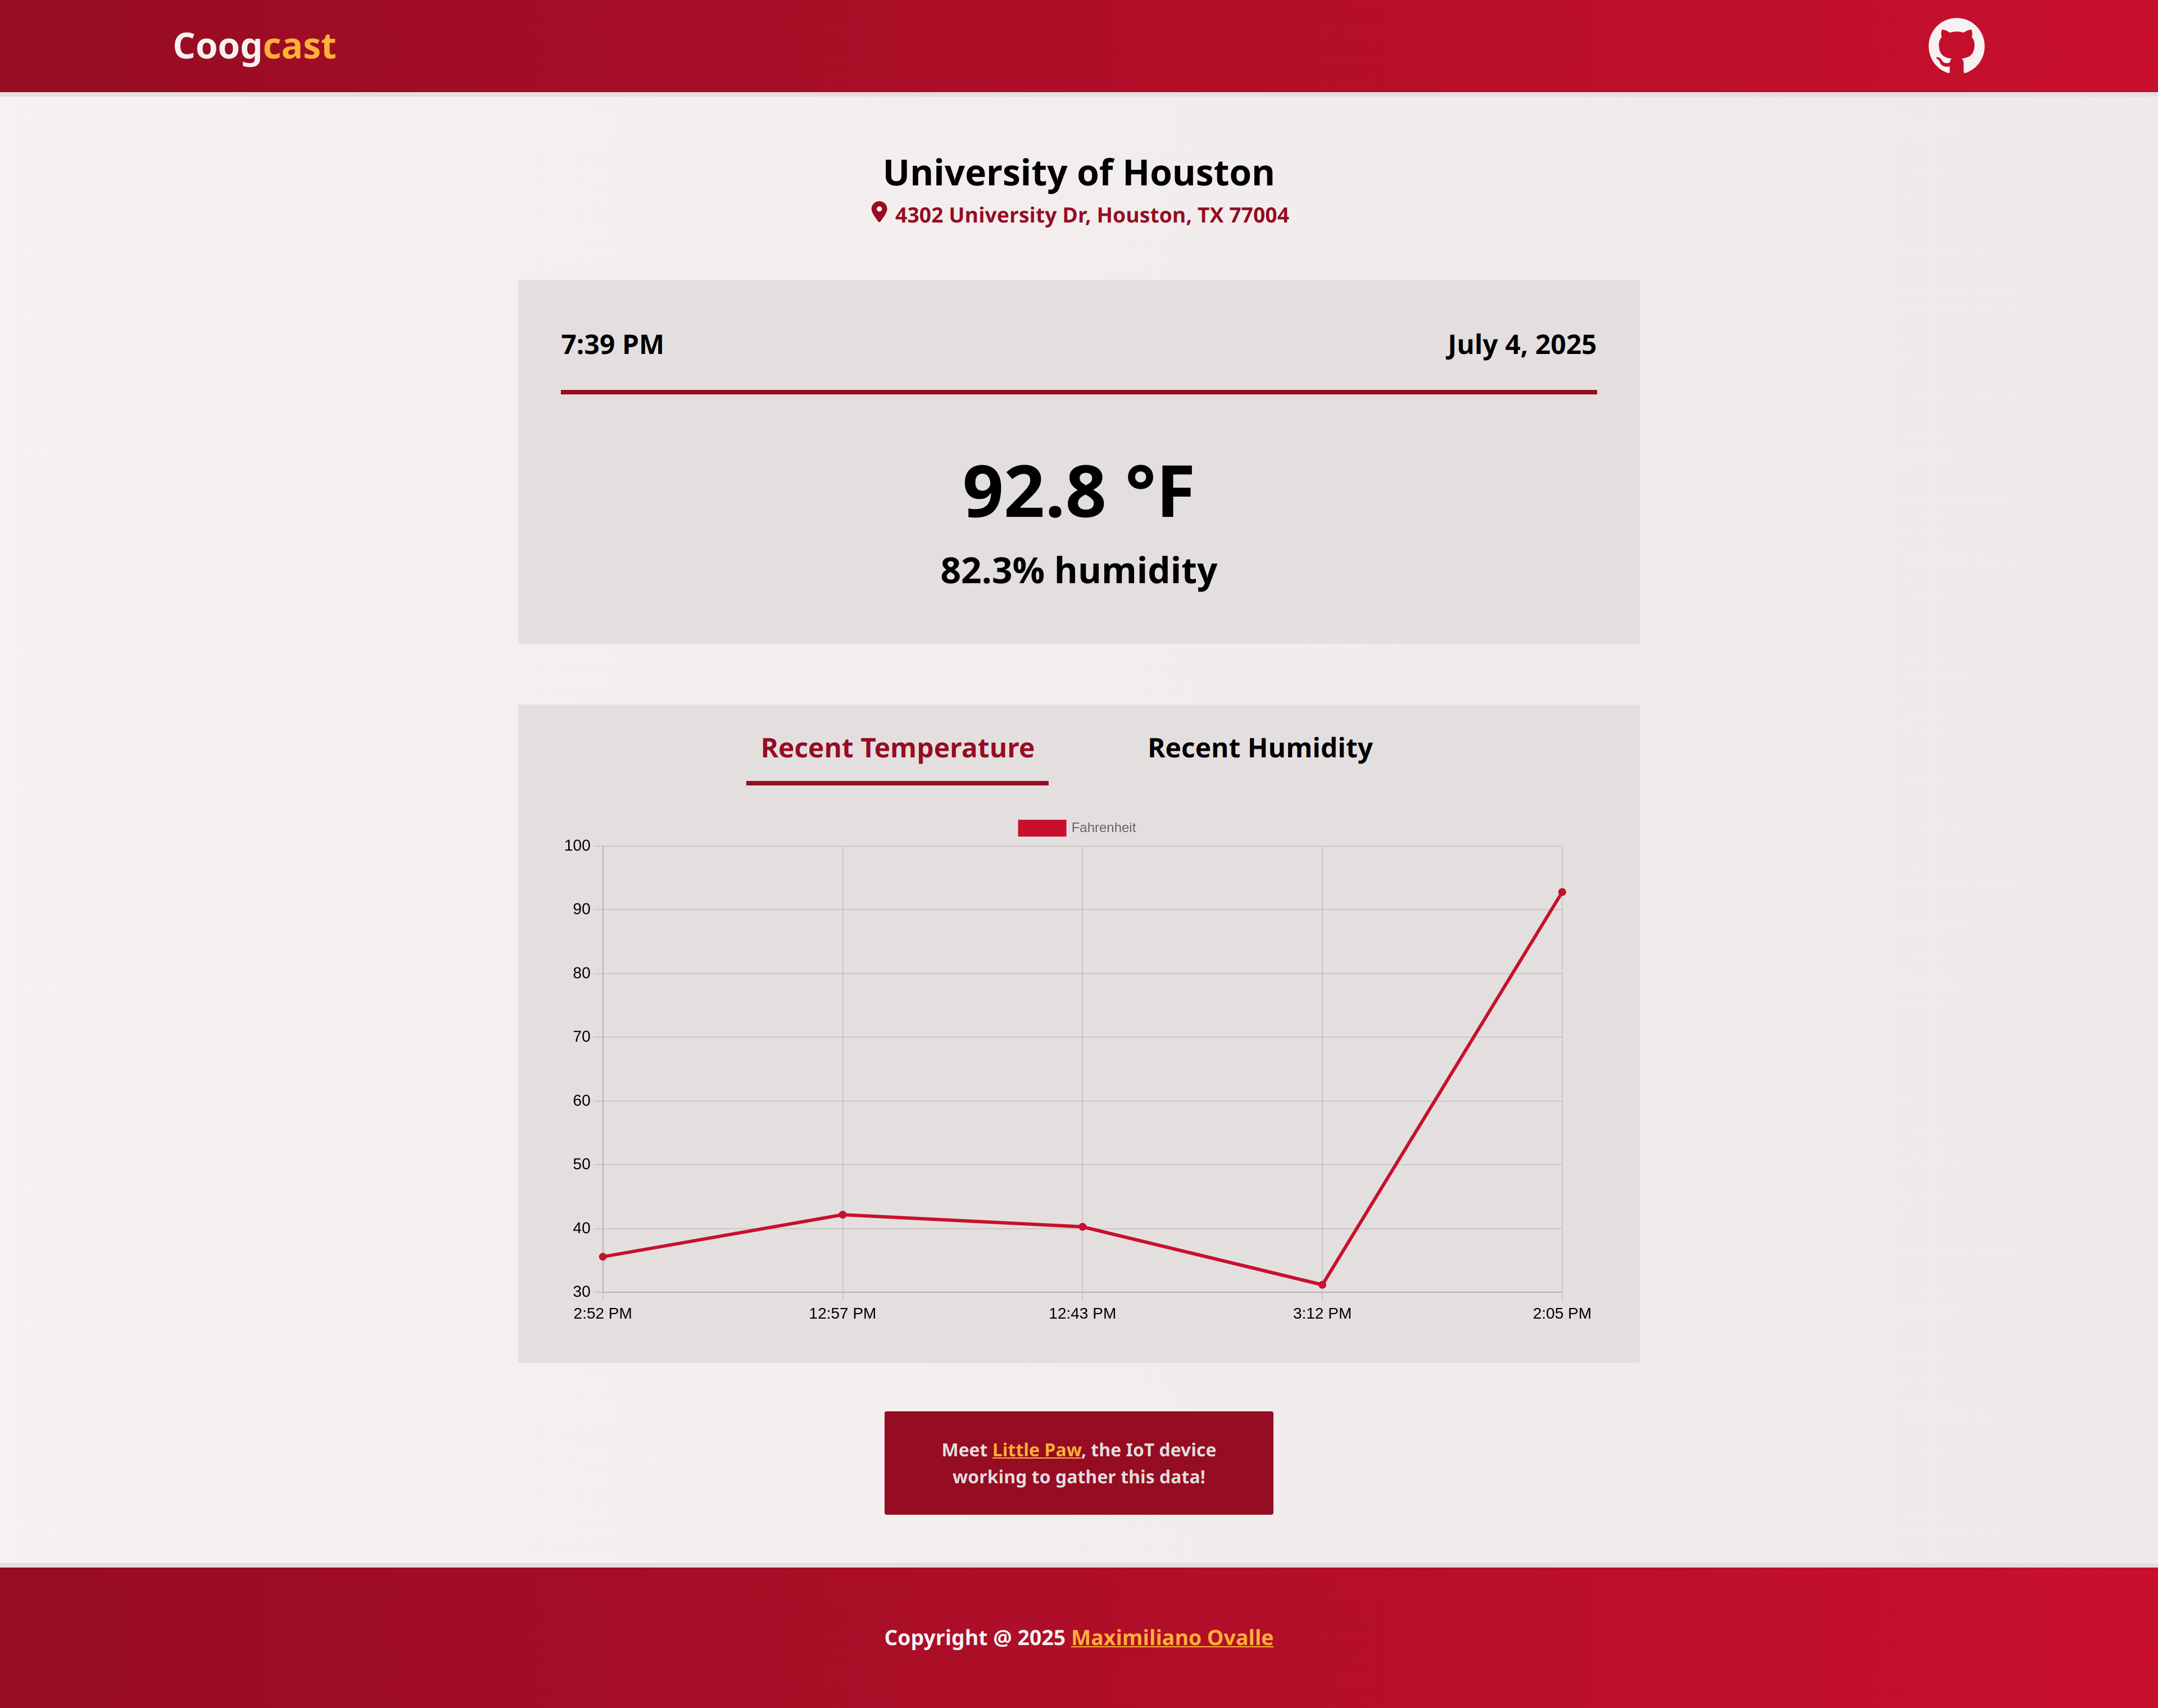 Coogcast
University of Houston
4302 University Dr, Houston, TX 77004
7:39 PM
July 4, 2025
92.8 °F
82.3% humidity
Recent Temperature
Recent Humidity
Fahrenheit
100
90
80
70
60
50
40
30
2:52 PM
12:57 PM
12:43 PM
3:12 PM
2:05 PM
Meet Little Paw, the IoT device
working to gather this data!
Copyright @ 2025 Maximiliano Ovalle